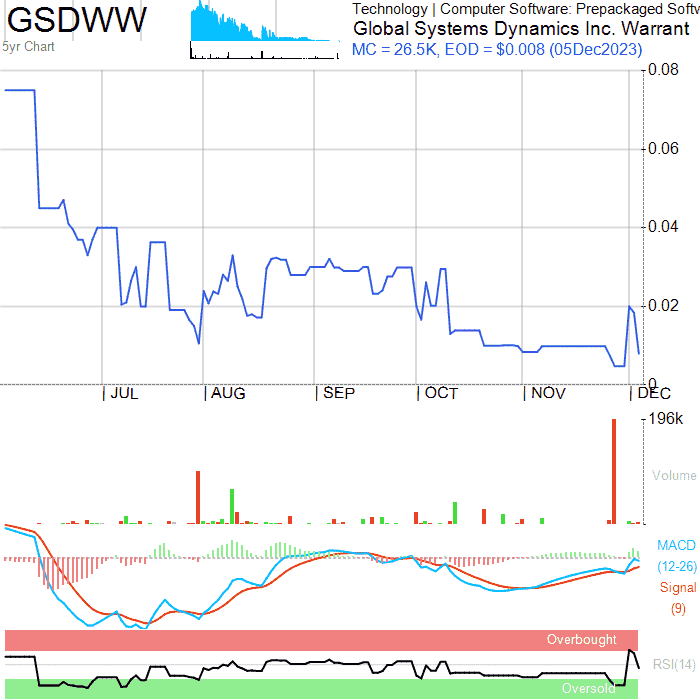 GSDWW
5yr Chart
Technology | Computer Software: Prepackaged Softw
Global Systems Dynamics Inc. Warrant
MC = 26.5K, EOD = $0.008 (05Dec2023)
0.08
0.06
0.04
0.02
0
| JUL | AUG | SEP | OCT | NOV | DEC
196k
Volume
MACD
(12-26)
Signal
(9)
Overbought
RSI(14)
Oversold